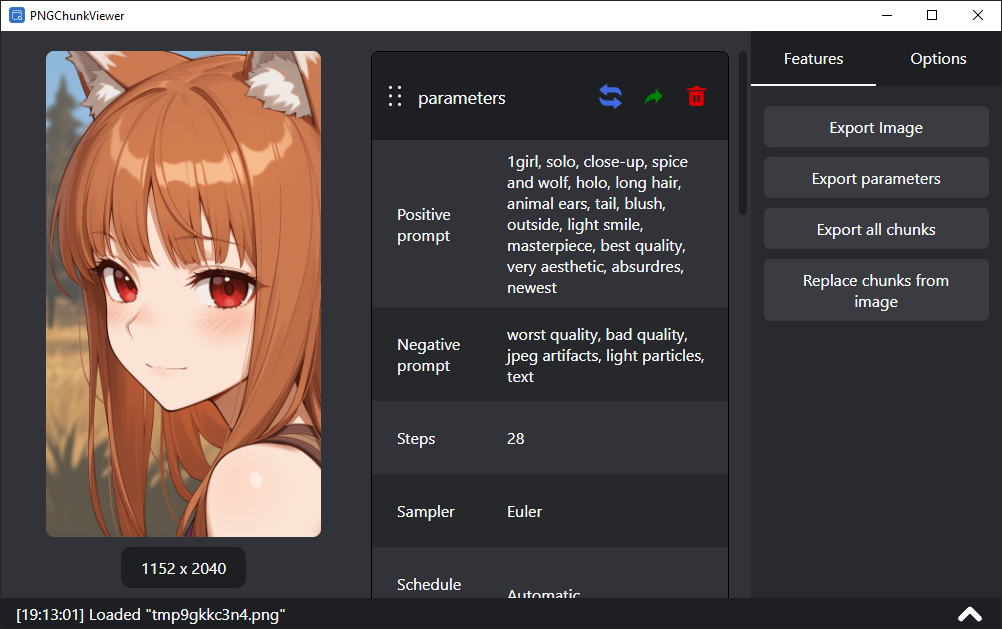 PNGChunkViewer
Features
Options
parameters
Export Image
Export parameters
Export all chunks
Replace chunks from
image
Positive
prompt
1girl, solo, close-up, spice
and wolf, holo, long hair,
animal ears, tail, blush,
outside, light smile,
masterpiece, best quality,
very aesthetic, absurdres,
newest
Negative
prompt
worst quality, bad quality,
jpeg artifacts, light particles,
text
Steps
28
Sampler
Euler
Schedule
Automatic
1152 x 2040
[19:13:01] Loaded "tmp9gkkc3n4.png"